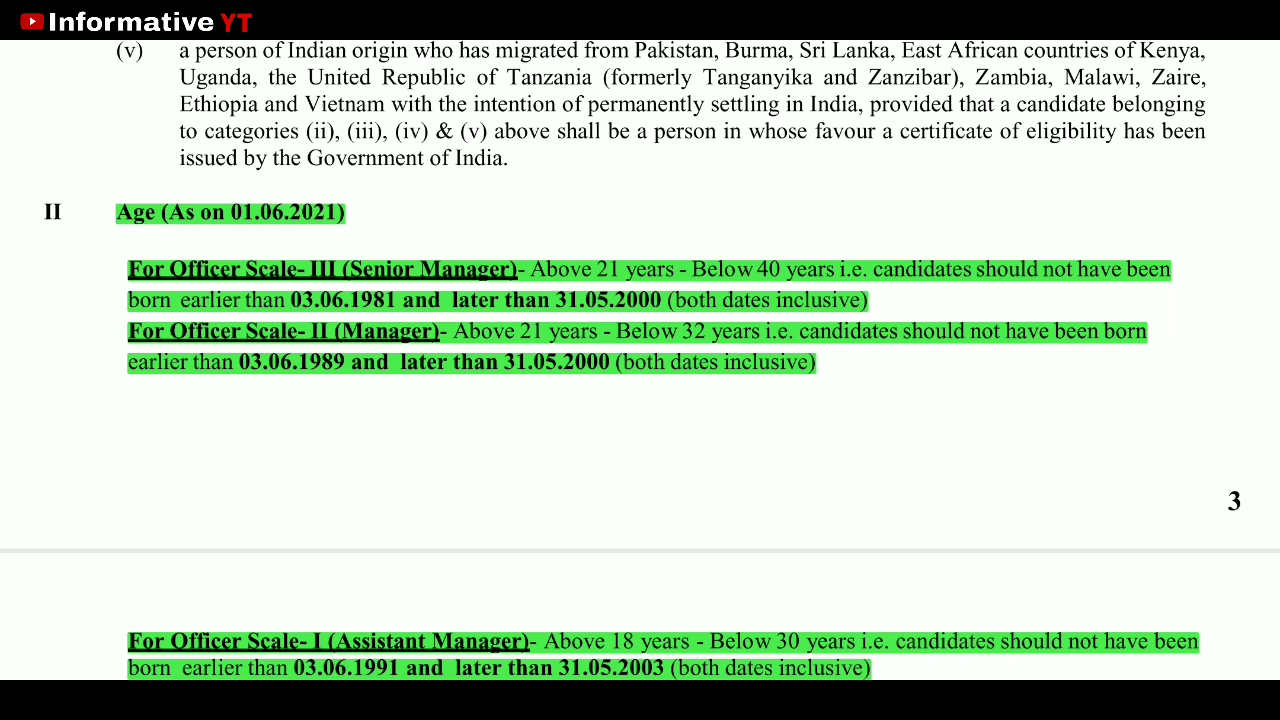 Informative YT
(v) a person of Indian origin who has migrated from Pakistan, Burma, Sri Lanka, East African countries of Kenya,
Uganda, the United Republic of Tanzania (formerly Tanganyika and Zanzibar), Zambia, Malawi, Zaire,
Ethiopia and Vietnam with the intention of permanently settling in India, provided that a candidate belonging
to categories (ii), (iii), (iv) & (v) above shall be a person in whose favour a certificate of eligibility has been
issued by the Government of India.
II Age (As on 01.06.2021)
For Officer Scale- III (Senior Manager)- Above 21 years - Below 40 years i.e. candidates should not have been
born earlier than 03.06.1981 and later than 31.05.2000 (both dates inclusive)
For Officer Scale- II (Manager)- Above 21 years - Below 32 years i.e. candidates should not have been born
earlier than 03.06.1989 and later than 31.05.2000 (both dates inclusive)
3
For Officer Scale- I (Assistant Manager)- Above 18 years - Below 30 years i.e. candidates should not have been
born earlier than 03.06.1991 and later than 31.05.2003 (both dates inclusive)